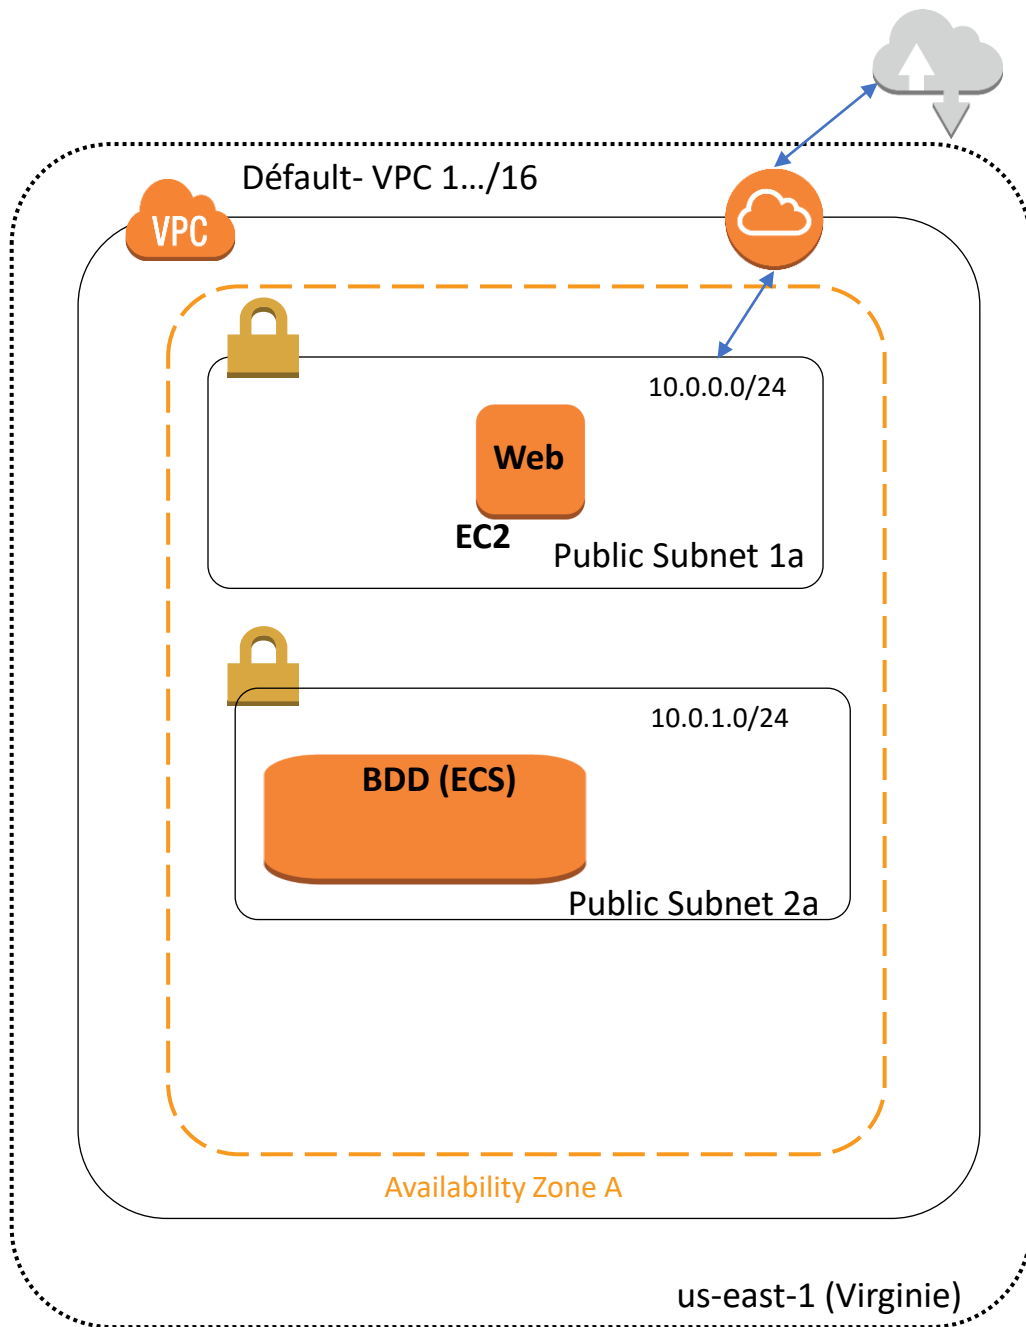 Défault- VPC 1.../16
VPC
10.0.0.0/24
Web
EC2
Public Subnet 1a
10.0.1.0/24
BDD (ECS)
Public Subnet 2a
Availability Zone A
us-east-1 (Virginie)